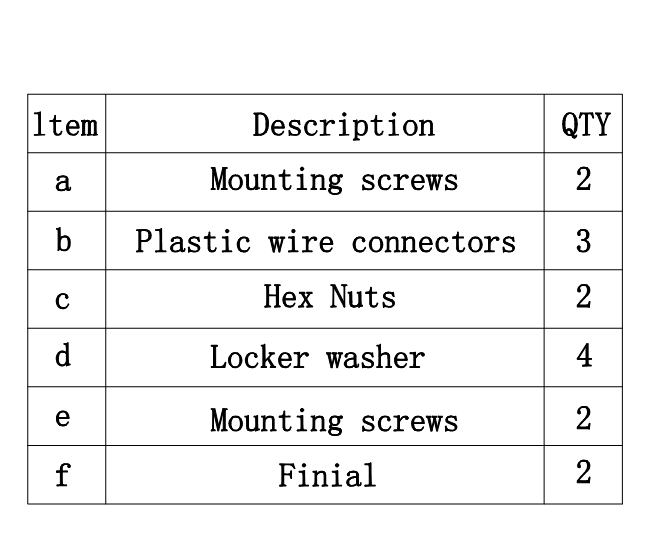 ltem Description QTY
a Mounting screws 2
b Plastic wire connectors 3
c Hex Nuts 2
d Locker washer 4
e Mounting screws 2
f Finial 2